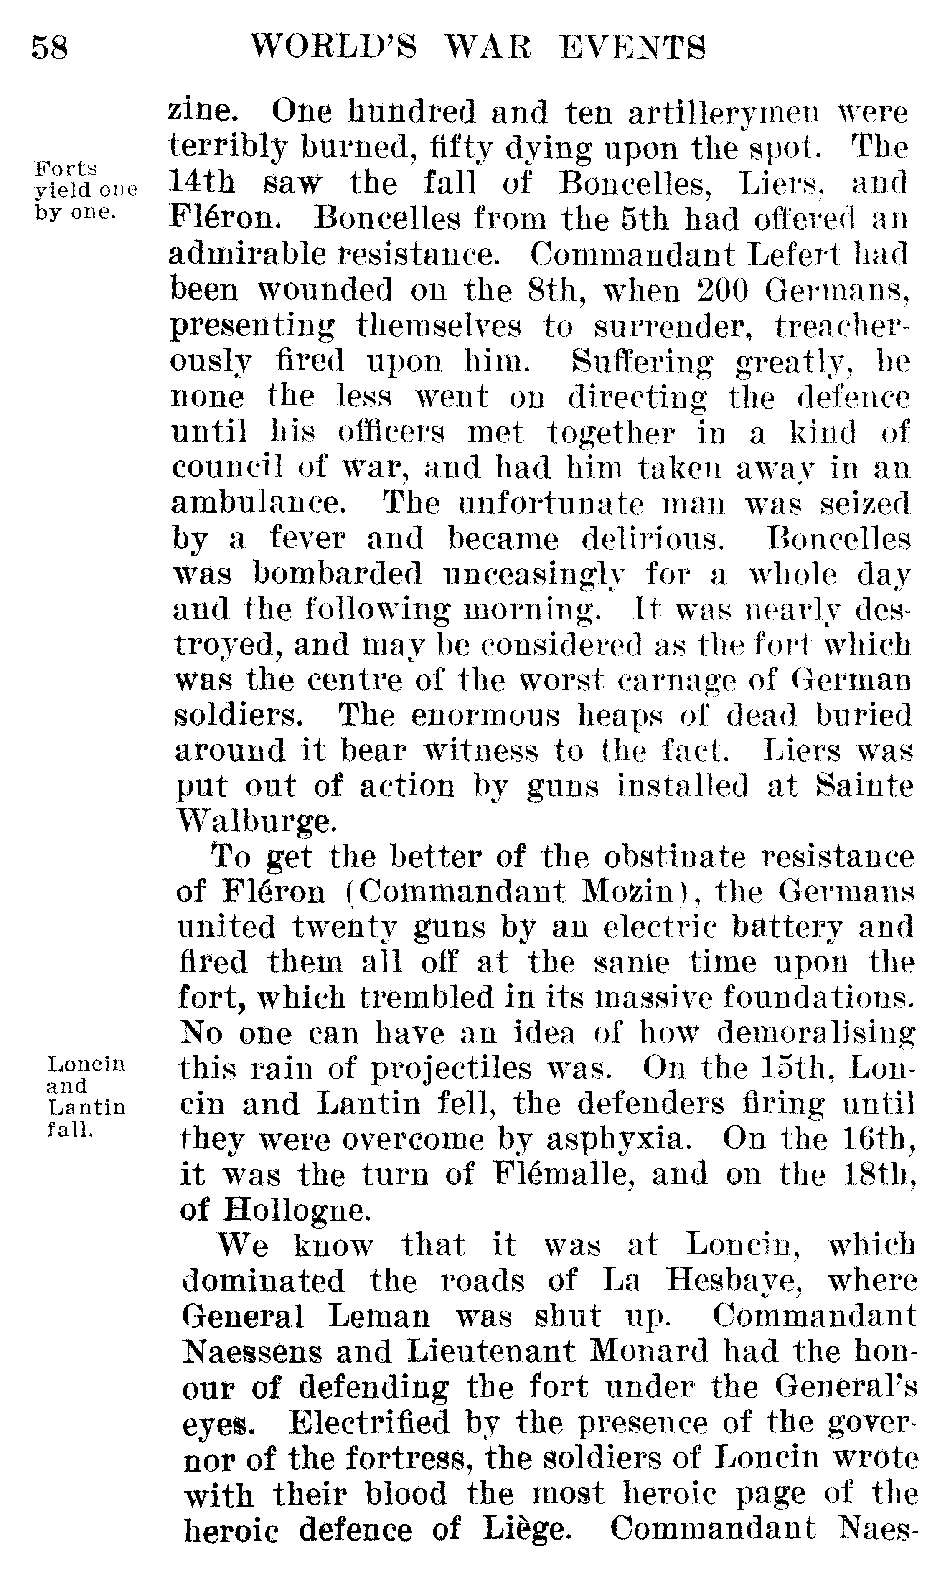 58 WORLD'S WAR EVENTS
zine. One hundred and ten artillerymen were
terribly burned, fifty dying upon the spot. The
Forts
yield one
by one.
14th saw the fall of Boncelles, Liers, and
Fléron. Boncelles from the 5th had offered an
admirable resistance. Commandant Lefert had
been wounded on the 8th, when 200 Germans,
presenting themselves to surrender, treacher-
ously fired upon him. Suffering greatly, he
none the less went on directing the defence
until his officers met together in a kind of
council of war, and had him taken away in an
ambulance. The unfortunate man was seized
by a fever and became delirious. Boncelles
was bombarded unceasingly for a whole day
and the following morning. It was nearly des-
troyed, and may be considered as the fort which
was the centre of the worst carnage of German
soldiers. The enormous heaps of dead buried
around it bear witness to the fact. Liers was
put out of action by guns installed at Sainte
Walburge.
To get the better of the obstinate resistance
of Fléron (Commandant Mozin), the Germans
united twenty guns by an electric battery and
fired them all off at the same time upon the
fort, which trembled in its massive foundations.
No one can have an idea of how demoralising
Loncin
and
Lantin
fall.
this rain of projectiles was. On the 15th, Lon-
cin and Lantin fell, the defenders firing until
they were overcome by asphyxia. On the 16th,
it was the turn of Flémalle, and on the 18th,
of Hollogne.
We know that it was at Loncin, which
dominated the roads of La Hesbaye, where
General Leman was shut up. Commandant
Naessens and Lieutenant Monard had the hon-
our of defending the fort under the General's
eyes. Electrified by the presence of the gover-
nor of the fortress, the soldiers of Loncin wrote
with their blood the most heroic page of the
heroic defence of Liège. Commandant Naes-